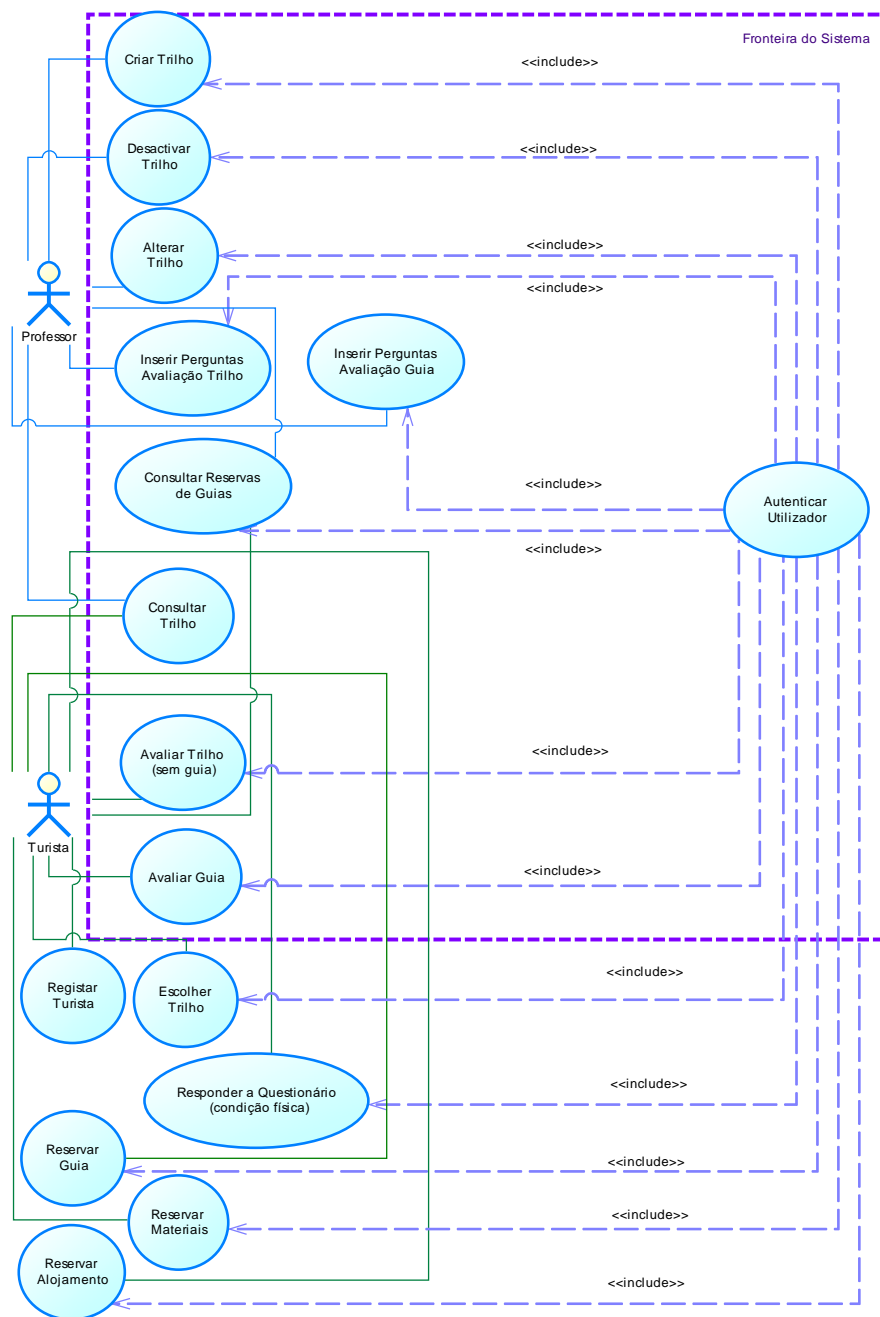 Fronteira do Sistema
Criar Trilho
<<include>>
Desactivar
Trilho
<<include>>
Alterar
Trilho
<<include>>
<<include>>
Professor
Inserir Perguntas
Avaliação Trilho
Inserir Perguntas
Avaliação Guia
Consultar Reservas
de Guias
<<include>>
Autenticar
Utilizador
<<include>>
Consultar
Trilho
Avaliar Trilho
(sem guia)
<<include>>
Turista
Avaliar Guia
<<include>>
Registar
Turista
Escolher
Trilho
<<include>>
Responder a Questionário
(condição física)
<<include>>
Reservar
Guia
<<include>>
Reservar
Materiais
<<include>>
Reservar
Alojamento
<<include>>